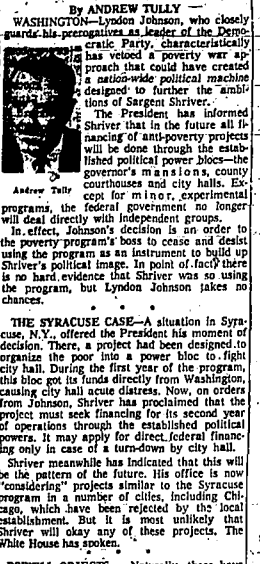 By ANDREW TULLY
WASHINGTON—Lyndon Johnson, who closely
guards his prerogatives as leader of the Demo-
cratic Party, characteristically
has vetoed a poverty war ap-
proach that could have created
a nation-wide political machine
designed to further the ambi-
tions of Sargent Shriver.
The President has informed
Shriver that in the future all fi-
nancing of anti-poverty projects
will be done through the estab-
lished political power blocs—the
governor's mansions, county
courthouses and city halls. Ex-
Andrew Tully
cept for minor, experimental
programs, the federal government no longer
will deal directly with independent groups.
In effect, Johnson's decision is an order to
the poverty program's boss to cease and desist
using the program as an instrument to build up
Shriver's political image. In point of fact, there
is no hard evidence that Shriver was so using
the program, but Lyndon Johnson takes no
chances.
THE SYRACUSE CASE—A situation in Syra-
cuse, N.Y., offered the President his moment of
decision. There, a project had been designed to
organize the poor into a power bloc to fight
city hall. During the first year of the program,
this bloc got its funds directly from Washington,
causing city hall acute distress. Now, on orders
from Johnson, Shriver has proclaimed that the
project must seek financing for its second year
of operations through the established political
powers. It may apply for direct federal financ-
ing only in case of a turn-down by city hall.
Shriver meanwhile has indicated that this will
be the pattern of the future. His office is now
"considering" projects similar to the Syracuse
program in a number of cities, including Chi-
cago, which have been rejected by the local
establishment. But it is most unlikely that
Shriver will okay any of these projects. The
White House has spoken.